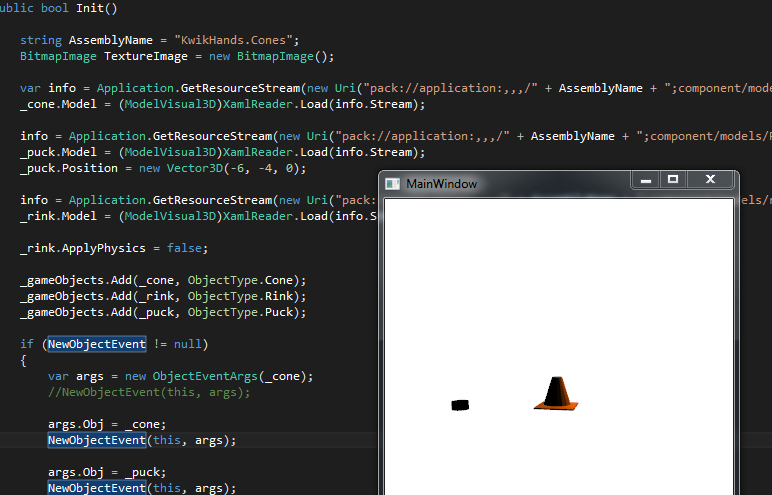 ublic bool Init()
string AssemblyName = "KwikHands.Cones";
BitmapImage TextureImage = new BitmapImage();
var info = Application.GetResourceStream(new Uri("pack://application:,,,/" + AssemblyName + ";component/mode
_cone.Model = (ModelVisual3D)XamlReader.Load(info.Stream);
info = Application.GetResourceStream(new Uri("pack://application:,,,/" + AssemblyName + ";component/models/P
_puck.Model = (ModelVisual3D)XamlReader.Load(info.Stream);
_puck.Position = new Vector3D(-6, -4, 0);
info = Application.GetResourceStream(new Uri("pack:
_rink.Model = (ModelVisual3D)XamlReader.Load(info.S
_rink.ApplyPhysics = false;
_gameObjects.Add(_cone, ObjectType.Cone);
_gameObjects.Add(_rink, ObjectType.Rink);
_gameObjects.Add(_puck, ObjectType.Puck);
if (NewObjectEvent != null)
{
var args = new ObjectEventArgs(_cone);
//NewObjectEvent(this, args);
args.Obj = _cone;
NewObjectEvent(this, args);
args.Obj = _puck;
NewObjectEvent(this, args);
MainWindow